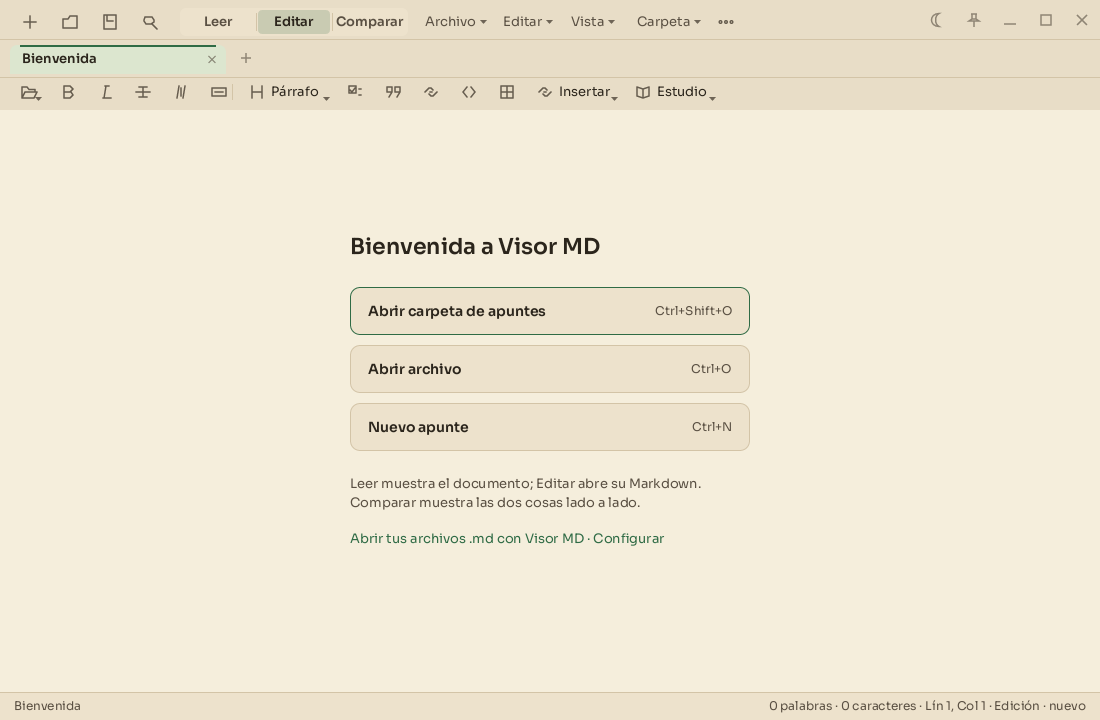 Leer Editar Comparar Archivo Editar Vista Carpeta
Bienvenida
Párrafo Insertar Estudio
Bienvenida a Visor MD
Abrir carpeta de apuntes Ctrl+Shift+O
Abrir archivo Ctrl+O
Nuevo apunte Ctrl+N
Leer muestra el documento; Editar abre su Markdown.
Comparar muestra las dos cosas lado a lado.
Abrir tus archivos .md con Visor MD · Configurar
Bienvenida 0 palabras · 0 caracteres · Lín 1, Col 1 · Edición · nuevo